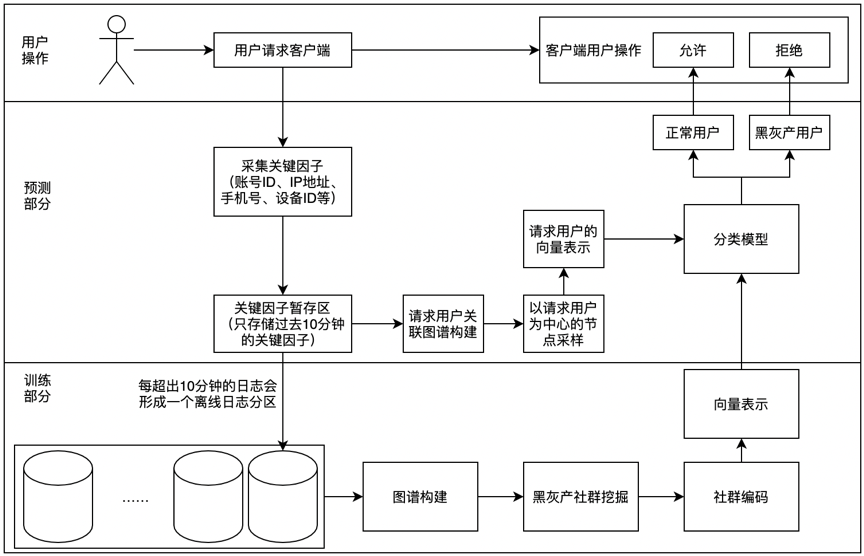 用户
操作
用户请求客户端
客户端用户操作
允许
拒绝
预测
部分
正常用户
黑灰产用户
采集关键因子
（账号ID、IP地址、
手机号、设备ID等）
请求用户的
向量表示
分类模型
关键因子暂存区
（只存储过去10分钟
的关键因子）
请求用户关
联图谱构建
以请求用户
为中心的节
点采样
训练
部分
每超出10分钟的日志会
形成一个离线日志分区
向量表示
……
图谱构建
黑灰产社群挖掘
社群编码